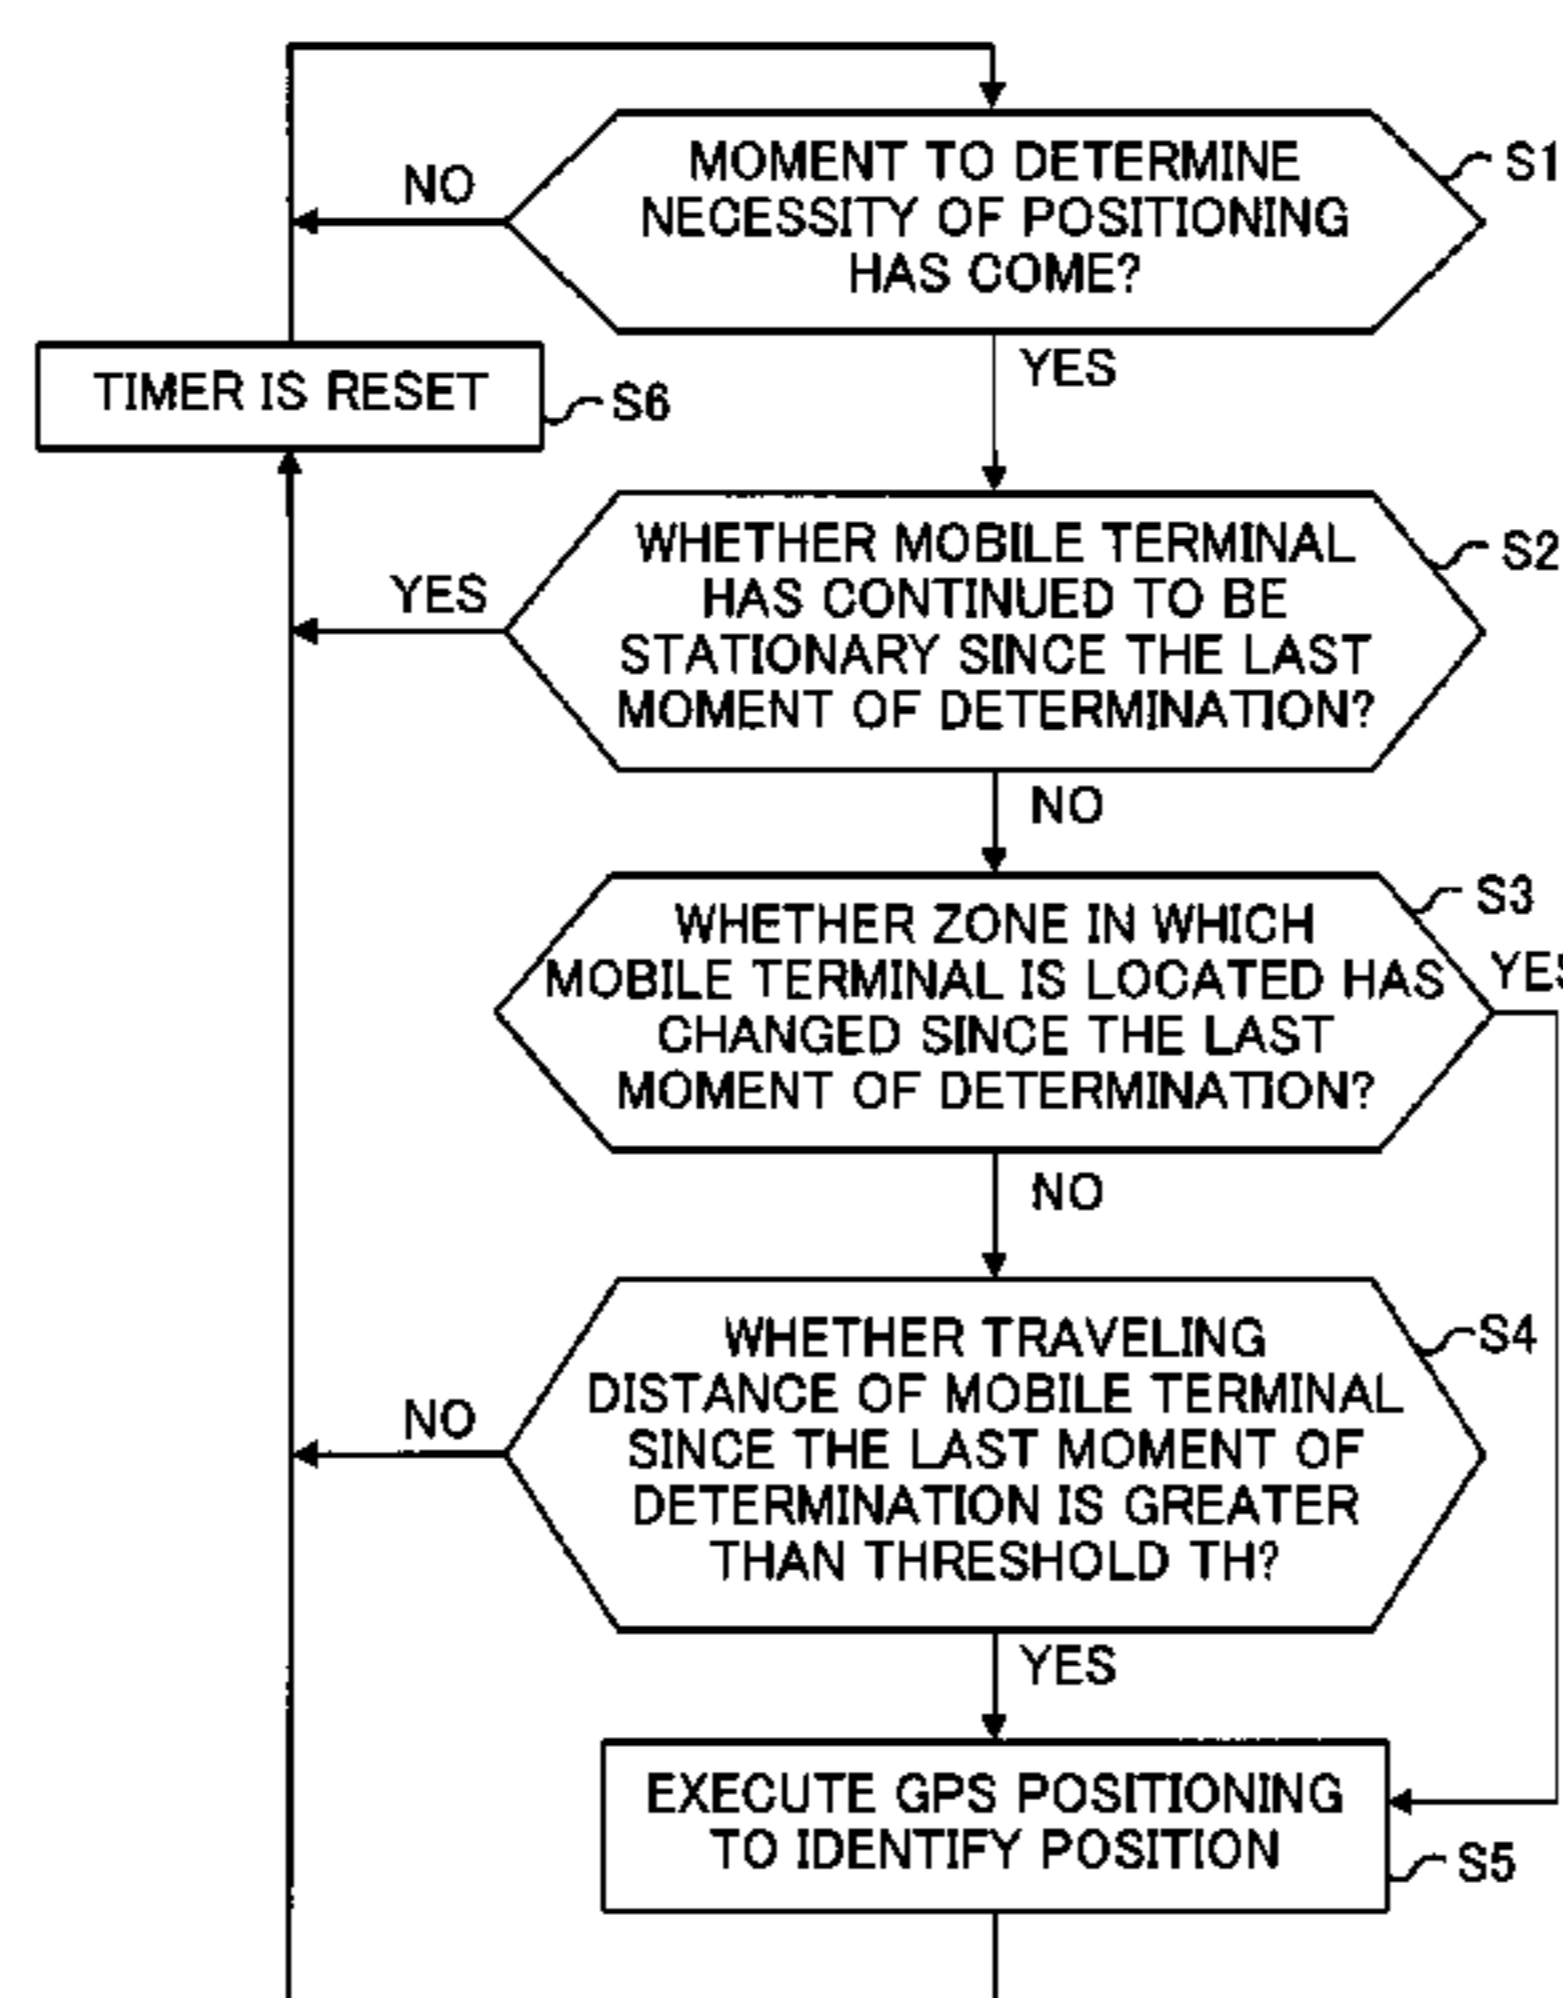 MOMENT TO DETERMINE
NECESSITY OF POSITIONING
HAS COME?
S1
NO
YES
TIMER IS RESET
S6
WHETHER MOBILE TERMINAL
HAS CONTINUED TO BE
STATIONARY SINCE THE LAST
MOMENT OF DETERMINATION?
S2
YES
NO
WHETHER ZONE IN WHICH
MOBILE TERMINAL IS LOCATED HAS
CHANGED SINCE THE LAST
MOMENT OF DETERMINATION?
S3
YES
NO
WHETHER TRAVELING
DISTANCE OF MOBILE TERMINAL
SINCE THE LAST MOMENT OF
DETERMINATION IS GREATER
THAN THRESHOLD TH?
S4
NO
YES
EXECUTE GPS POSITIONING
TO IDENTIFY POSITION
S5